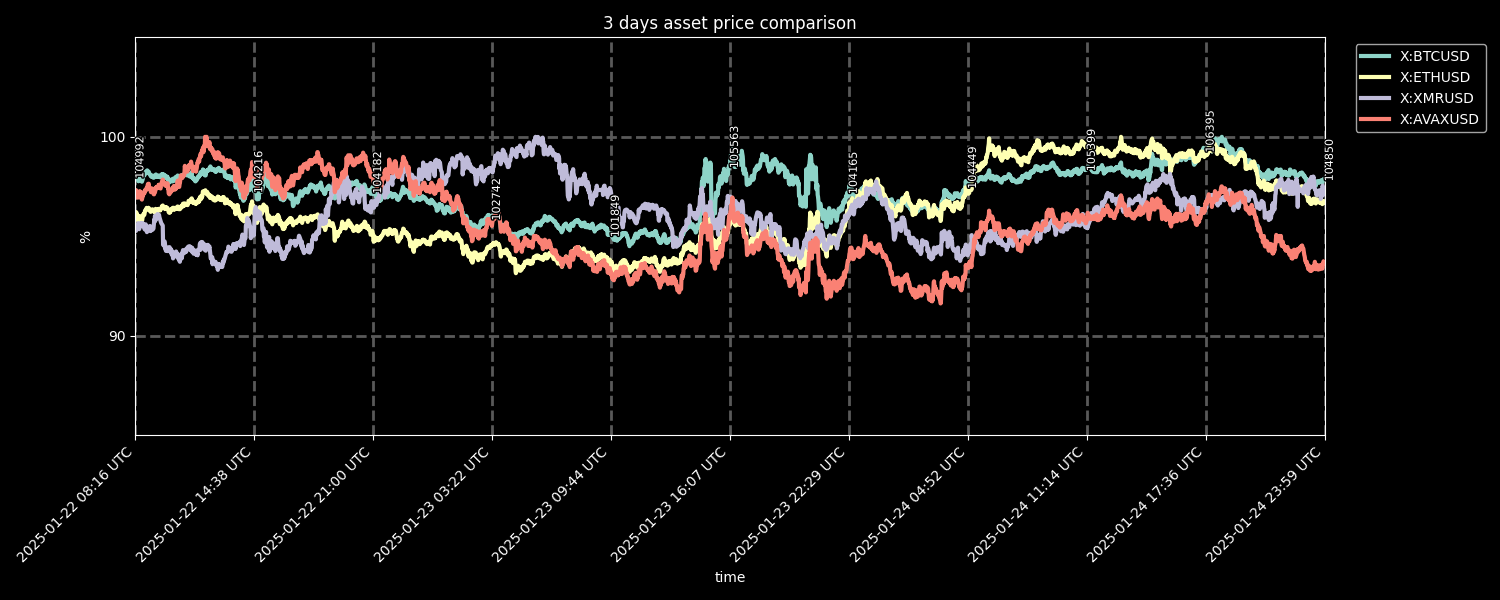 3 days asset price comparison
X:BTCUSD
X:ETHUSD
X:XMRUSD
X:AVAXUSD
100
90
%
104992
104216
104182
102742
101849
105563
104165
104449
105399
106395
104850
2025-01-22 08:16 UTC
2025-01-22 14:38 UTC
2025-01-22 21:00 UTC
2025-01-23 03:22 UTC
2025-01-23 09:44 UTC
2025-01-23 16:07 UTC
2025-01-23 22:29 UTC
2025-01-24 04:52 UTC
2025-01-24 11:14 UTC
2025-01-24 17:36 UTC
2025-01-24 23:59 UTC
time